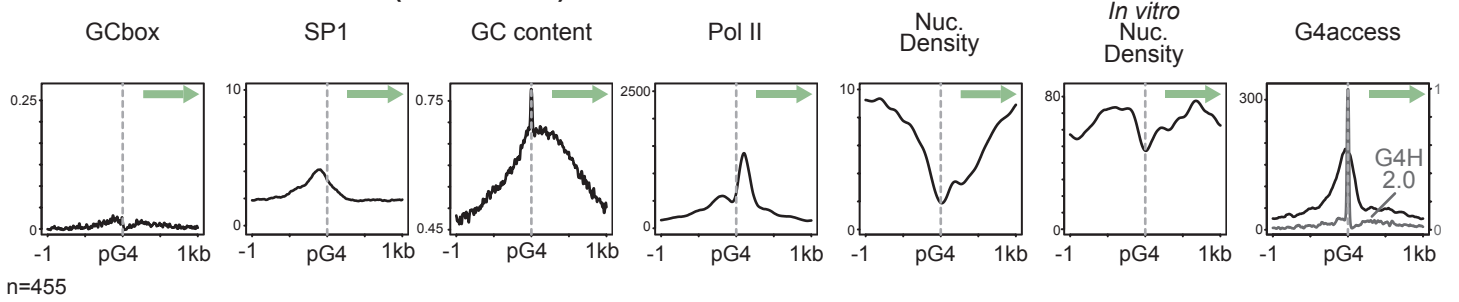 GCbox
SP1
GC content
Pol II
Nuc.
Density
In vitro
Nuc.
Density
G4access
0.25
0
-1 pG4 1kb
10
0
-1 pG4 1kb
0.75
0.45
-1 pG4 1kb
2500
0
-1 pG4 1kb
10
0
-1 pG4 1kb
80
40
0
-1 pG4 1kb
300
0
1
0
G4H
2.0
-1 pG4 1kb
n=455